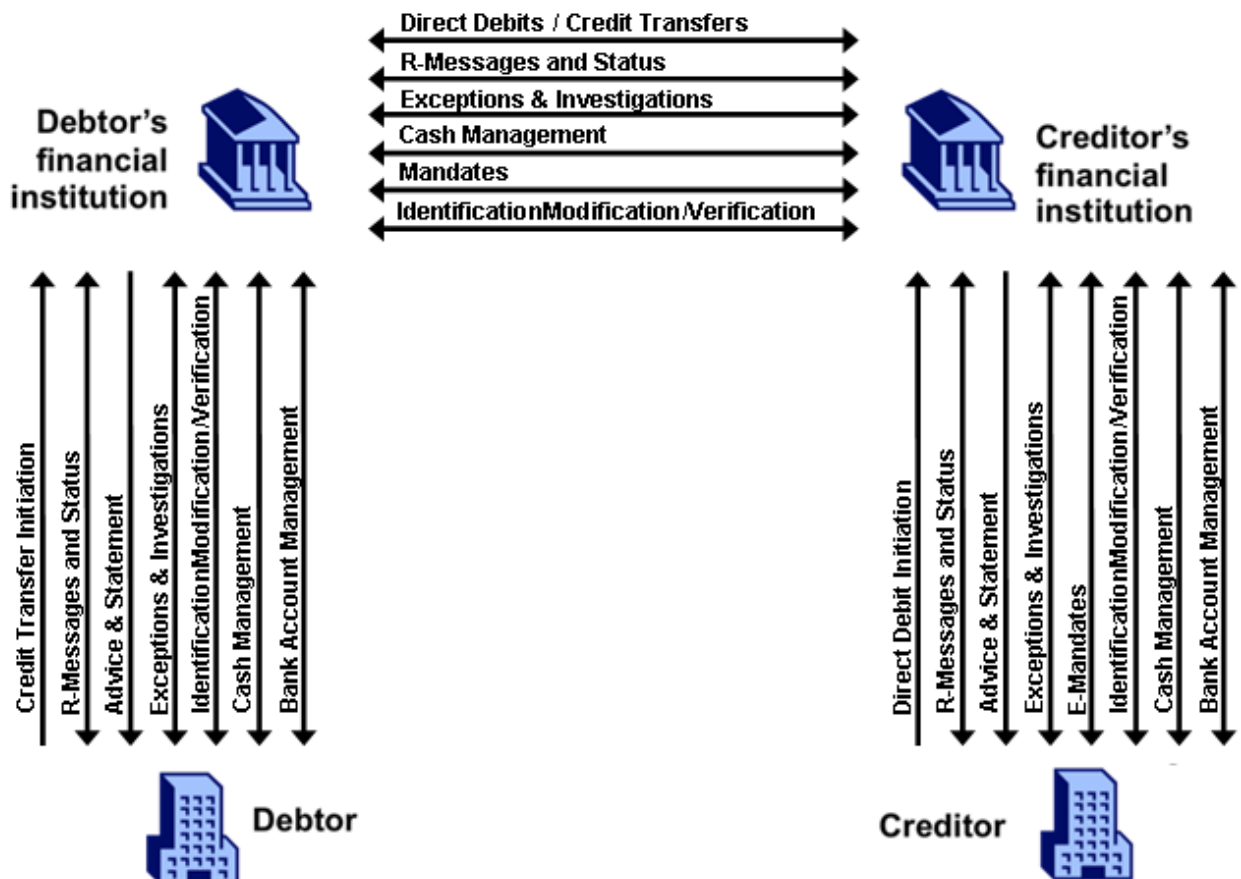 Direct Debits / Credit Transfers
R-Messages and Status
Exceptions & Investigations
Cash Management
Mandates
IdentificationModification/Verification
Debtor's
financial
institution
Creditor's
financial
institution
Credit Transfer Initiation
R-Messages and Status
Advice & Statement
Exceptions & Investigations
IdentificationModification/Verification
Cash Management
Bank Account Management
Direct Debit Initiation
R-Messages and Status
Advice & Statement
Exceptions & Investigations
E-Mandates
IdentificationModification/Verification
Cash Management
Bank Account Management
Debtor
Creditor